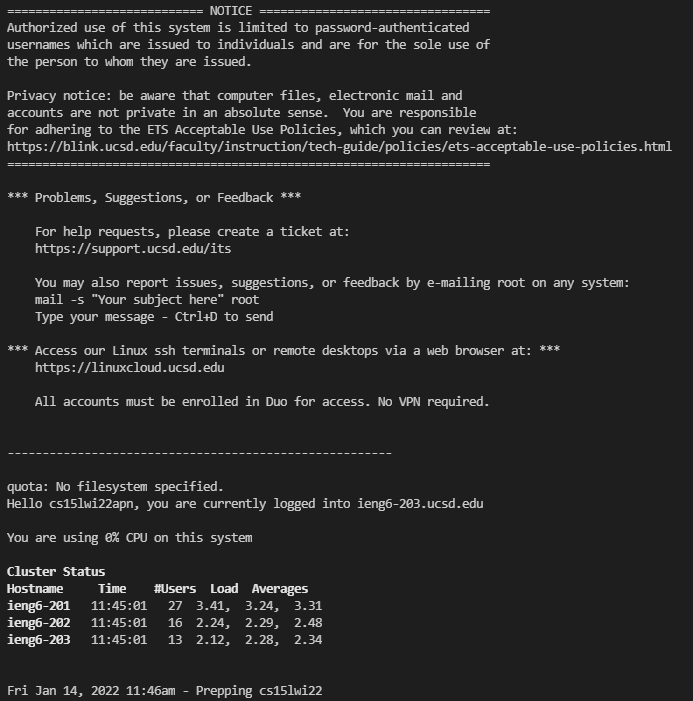 ============================ NOTICE =================================
Authorized use of this system is limited to password-authenticated
usernames which are issued to individuals and are for the sole use of
the person to whom they are issued.
Privacy notice: be aware that computer files, electronic mail and
accounts are not private in an absolute sense.  You are responsible
for adhering to the ETS Acceptable Use Policies, which you can review at:
https://blink.ucsd.edu/faculty/instruction/tech-guide/policies/ets-acceptable-use-policies.html
=====================================================================
*** Problems, Suggestions, or Feedback ***
    For help requests, please create a ticket at:
    https://support.ucsd.edu/its
    You may also report issues, suggestions, or feedback by e-mailing root on any system:
    mail -s "Your subject here" root
    Type your message - Ctrl+D to send
*** Access our Linux ssh terminals or remote desktops via a web browser at: ***
    https://linuxcloud.ucsd.edu
    All accounts must be enrolled in Duo for access. No VPN required.
-------------------------------------------------------
quota: No filesystem specified.
Hello cs15lwi22apn, you are currently logged into ieng6-203.ucsd.edu
You are using 0% CPU on this system
Cluster Status
Hostname     Time    #Users  Load  Averages
ieng6-201   11:45:01   27  3.41,  3.24,  3.31
ieng6-202   11:45:01   16  2.24,  2.29,  2.48
ieng6-203   11:45:01   13  2.12,  2.28,  2.34
Fri Jan 14, 2022 11:46am - Prepping cs15lwi22